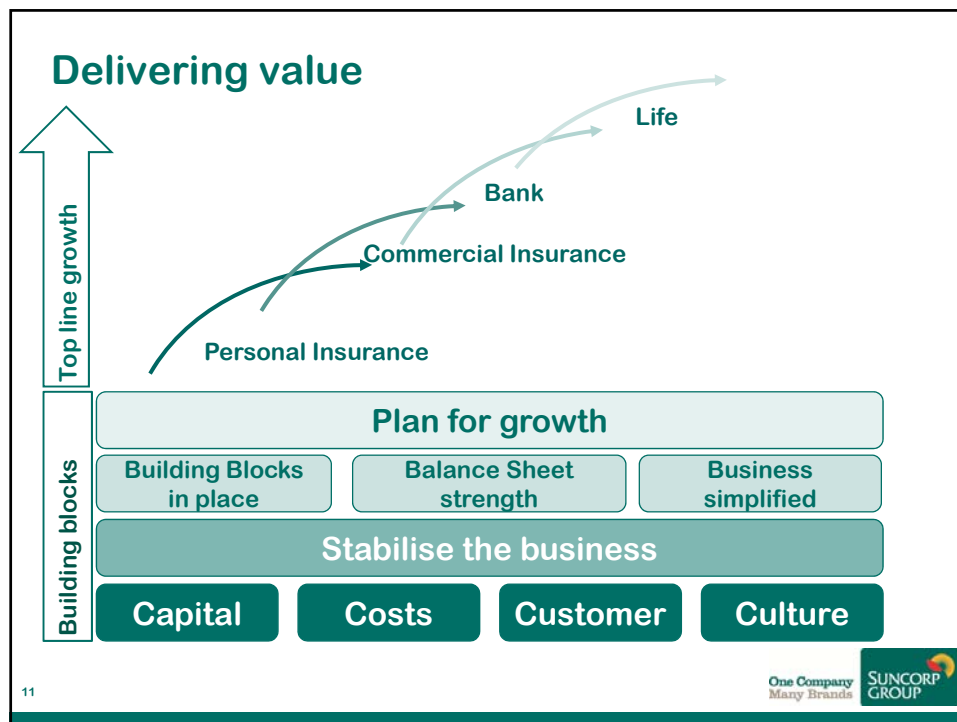 Delivering value
Life
Bank
Commercial Insurance
Personal Insurance
Top line growth
Plan for growth
Building Blocks
in place
Balance Sheet
strength
Business
simplified
Stabilise the business
Building blocks
Capital
Costs
Customer
Culture
11
One Company
Many Brands
SUNCORP
GROUP